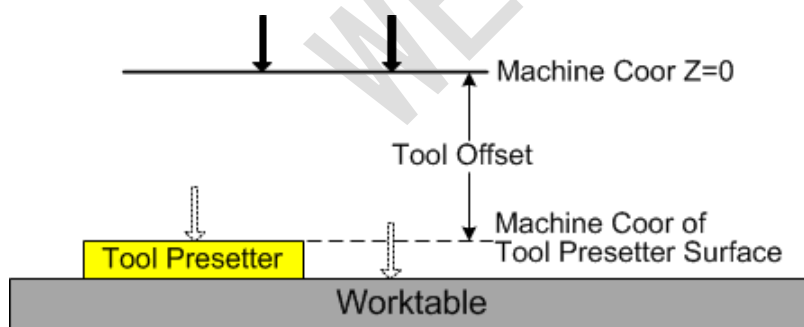 Machine Coor Z=0
Tool Offset
Machine Coor of
Tool Presetter Surface
Tool Presetter
Worktable